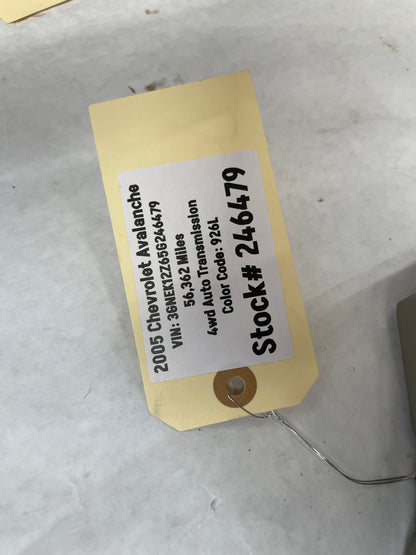 2005 Chevrolet Avalanche
VIN: 3GNEK12Z65G246479
56,362 Miles
4wd Auto Transmission
Color Code: 926L
Stock# 246479